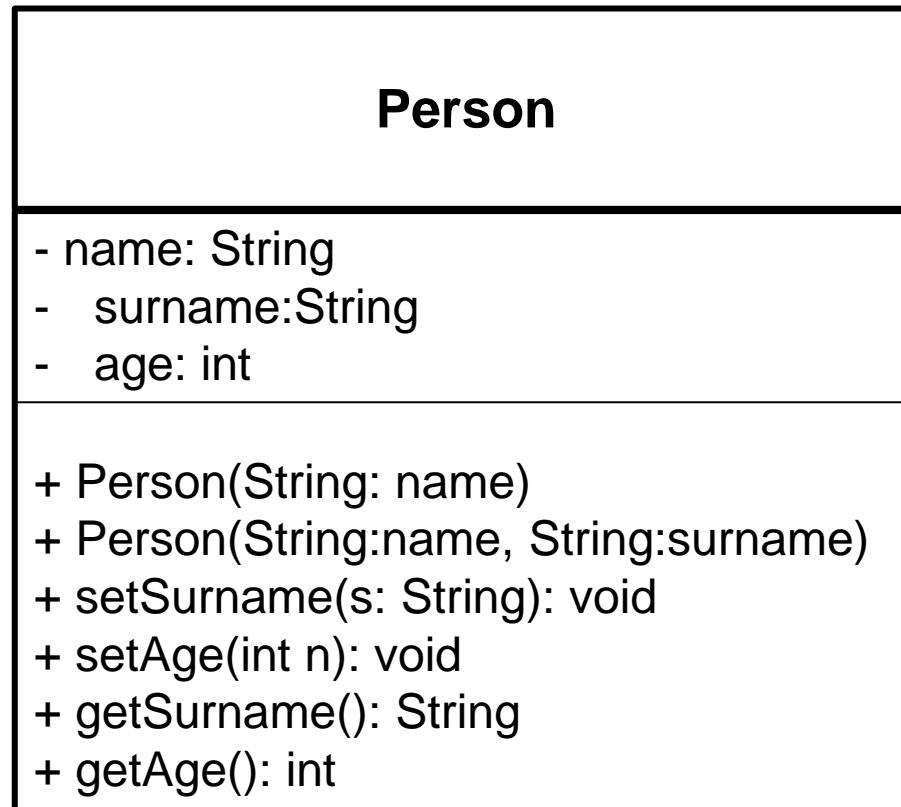 Person
- name: String
- surname:String
- age: int
+ Person(String: name)
+ Person(String:name, String:surname)
+ setSurname(s: String): void
+ setAge(int n): void
+ getSurname(): String
+ getAge(): int